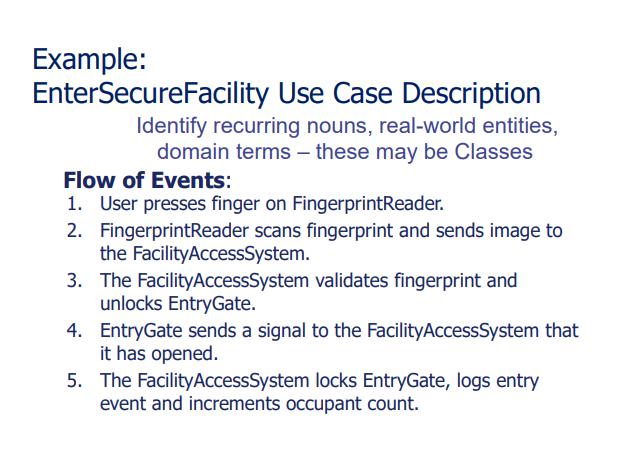 Example:
EnterSecureFacility Use Case Description
Identify recurring nouns, real-world entities,
domain terms – these may be Classes
Flow of Events:
1. User presses finger on FingerprintReader.
2. FingerprintReader scans fingerprint and sends image to
the FacilityAccessSystem.
3. The FacilityAccessSystem validates fingerprint and
unlocks EntryGate.
4. EntryGate sends a signal to the FacilityAccessSystem that
it has opened.
5. The FacilityAccessSystem locks EntryGate, logs entry
event and increments occupant count.